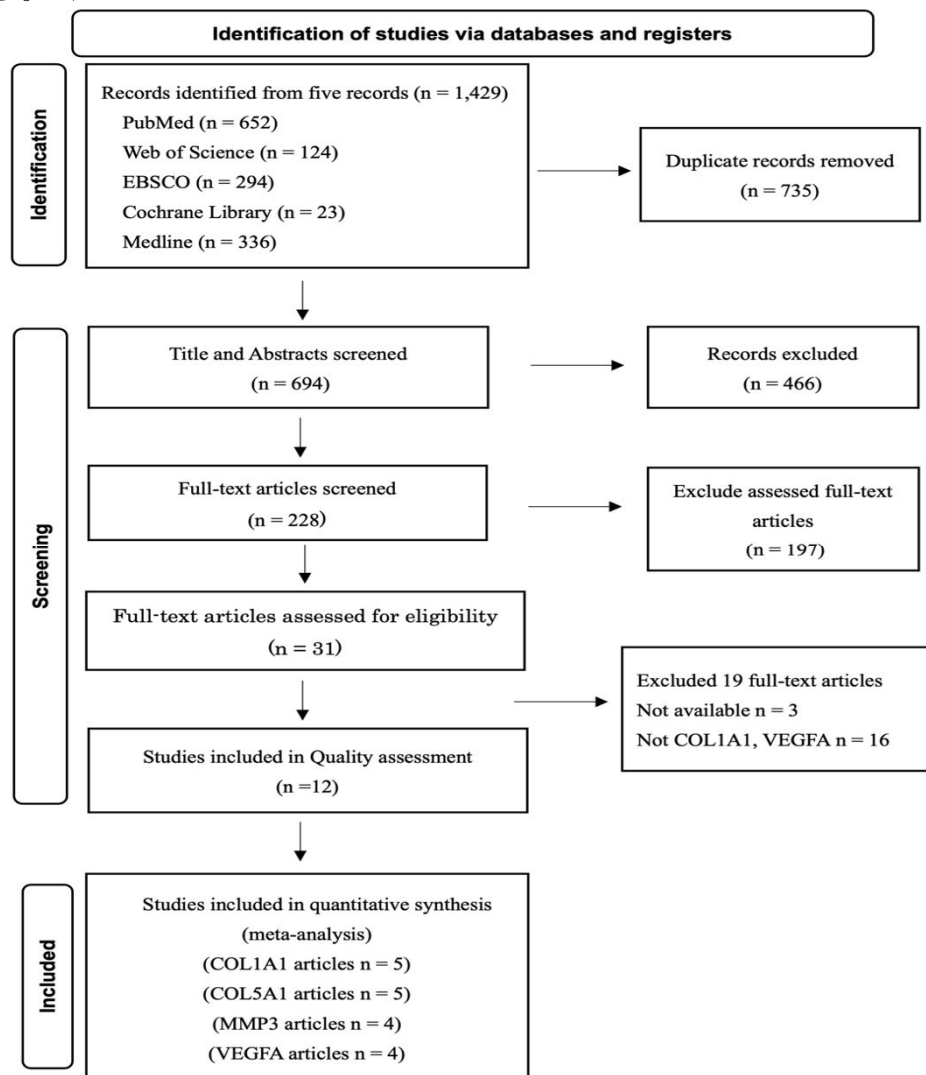 Identification of studies via databases and registers
Identification
Records identified from five records (n = 1,429)
PubMed (n = 652)
Web of Science (n = 124)
EBSCO (n = 294)
Cochrane Library (n = 23)
Medline (n = 336)
Duplicate records removed
(n = 735)
Screening
Title and Abstracts screened
(n = 694)
Records excluded
(n = 466)
Full-text articles screened
(n = 228)
Exclude assessed full-text
articles
(n = 197)
Full-text articles assessed for eligibility
(n = 31)
Excluded 19 full-text articles
Not available n = 3
Not COL1A1, VEGFA n = 16
Studies included in Quality assessment
(n =12)
Included
Studies included in quantitative synthesis
(meta-analysis)
(COL1A1 articles n = 5)
(COL5A1 articles n = 5)
(MMP3 articles n = 4)
(VEGFA articles n = 4)